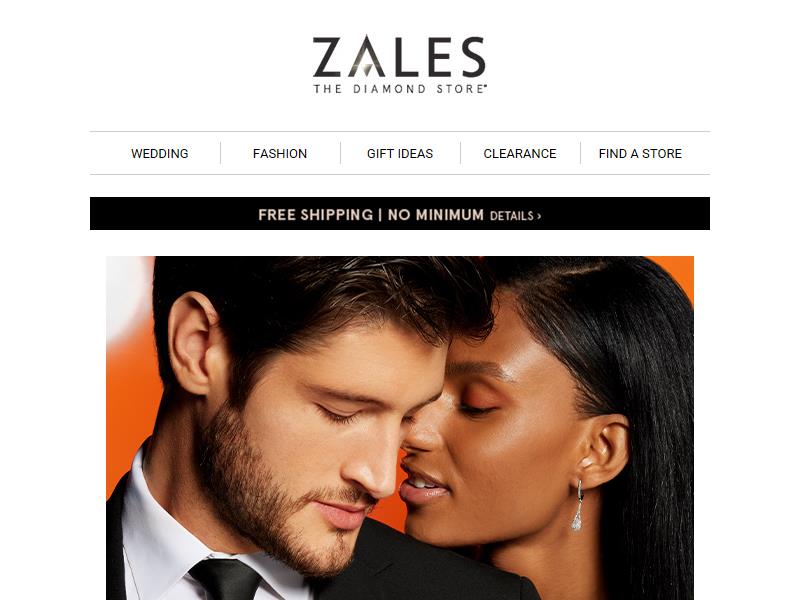 ZALES
THE DIAMOND STORE®
WEDDING
FASHION
GIFT IDEAS
CLEARANCE
FIND A STORE
FREE SHIPPING | NO MINIMUM DETAILS ›